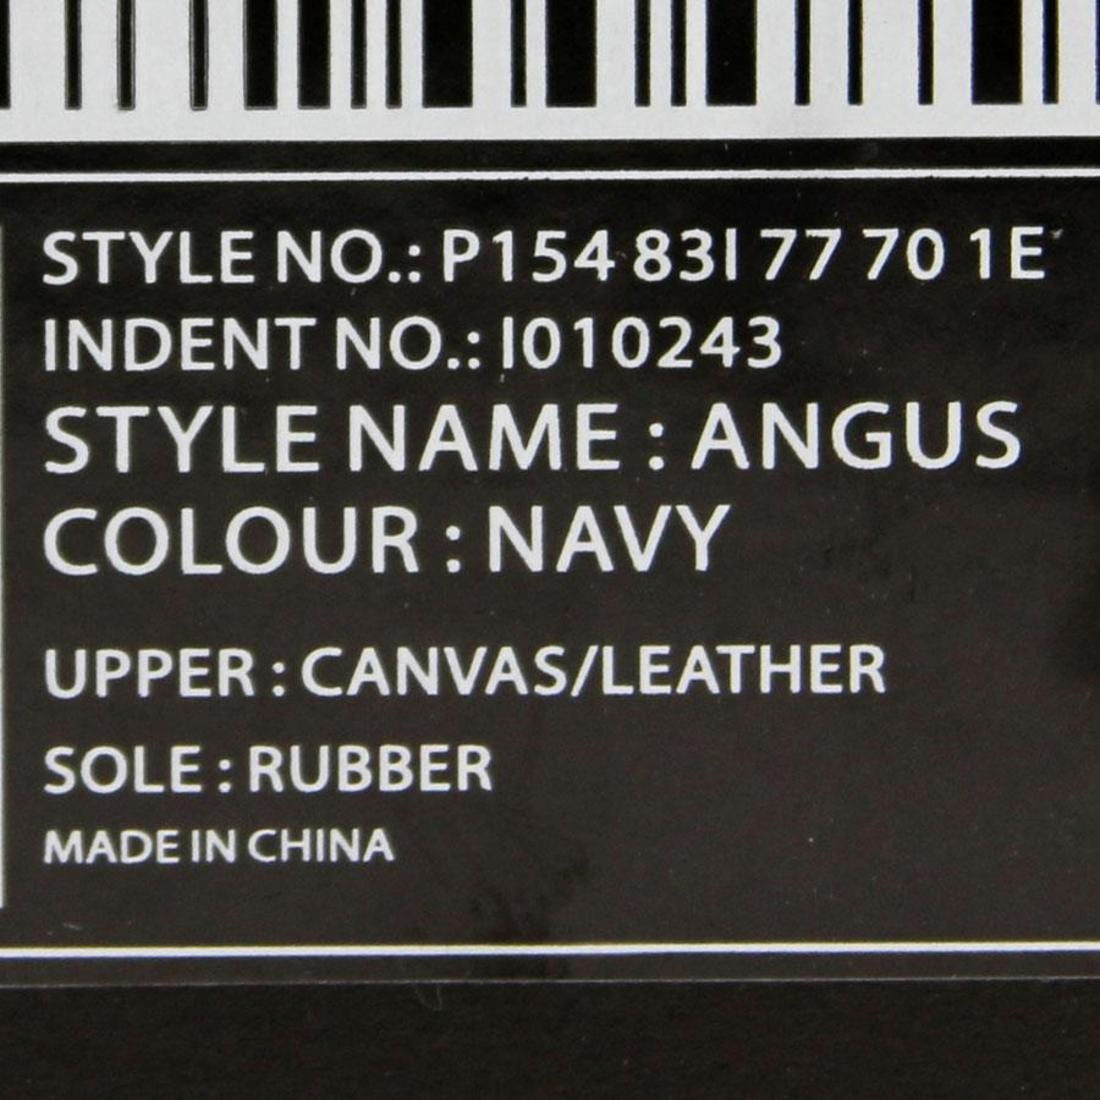 STYLE NO.: P154 83I 77 70 1E
INDENT NO.: I010243
STYLE NAME : ANGUS
COLOUR : NAVY
UPPER : CANVAS/LEATHER
SOLE : RUBBER
MADE IN CHINA